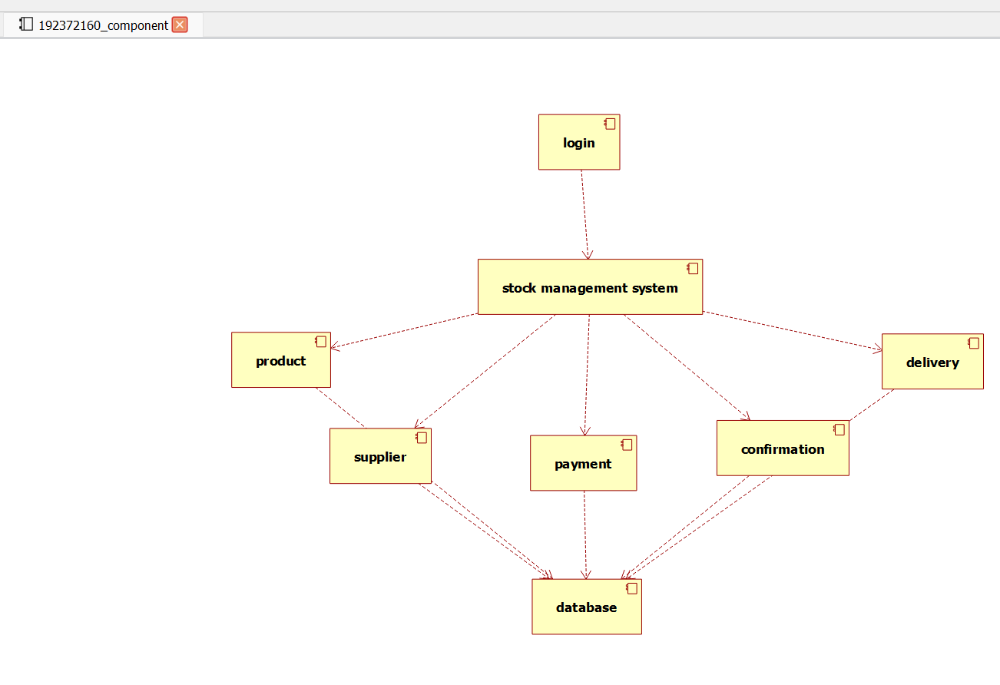 192372160_component
login
stock management system
product
delivery
supplier
payment
confirmation
database